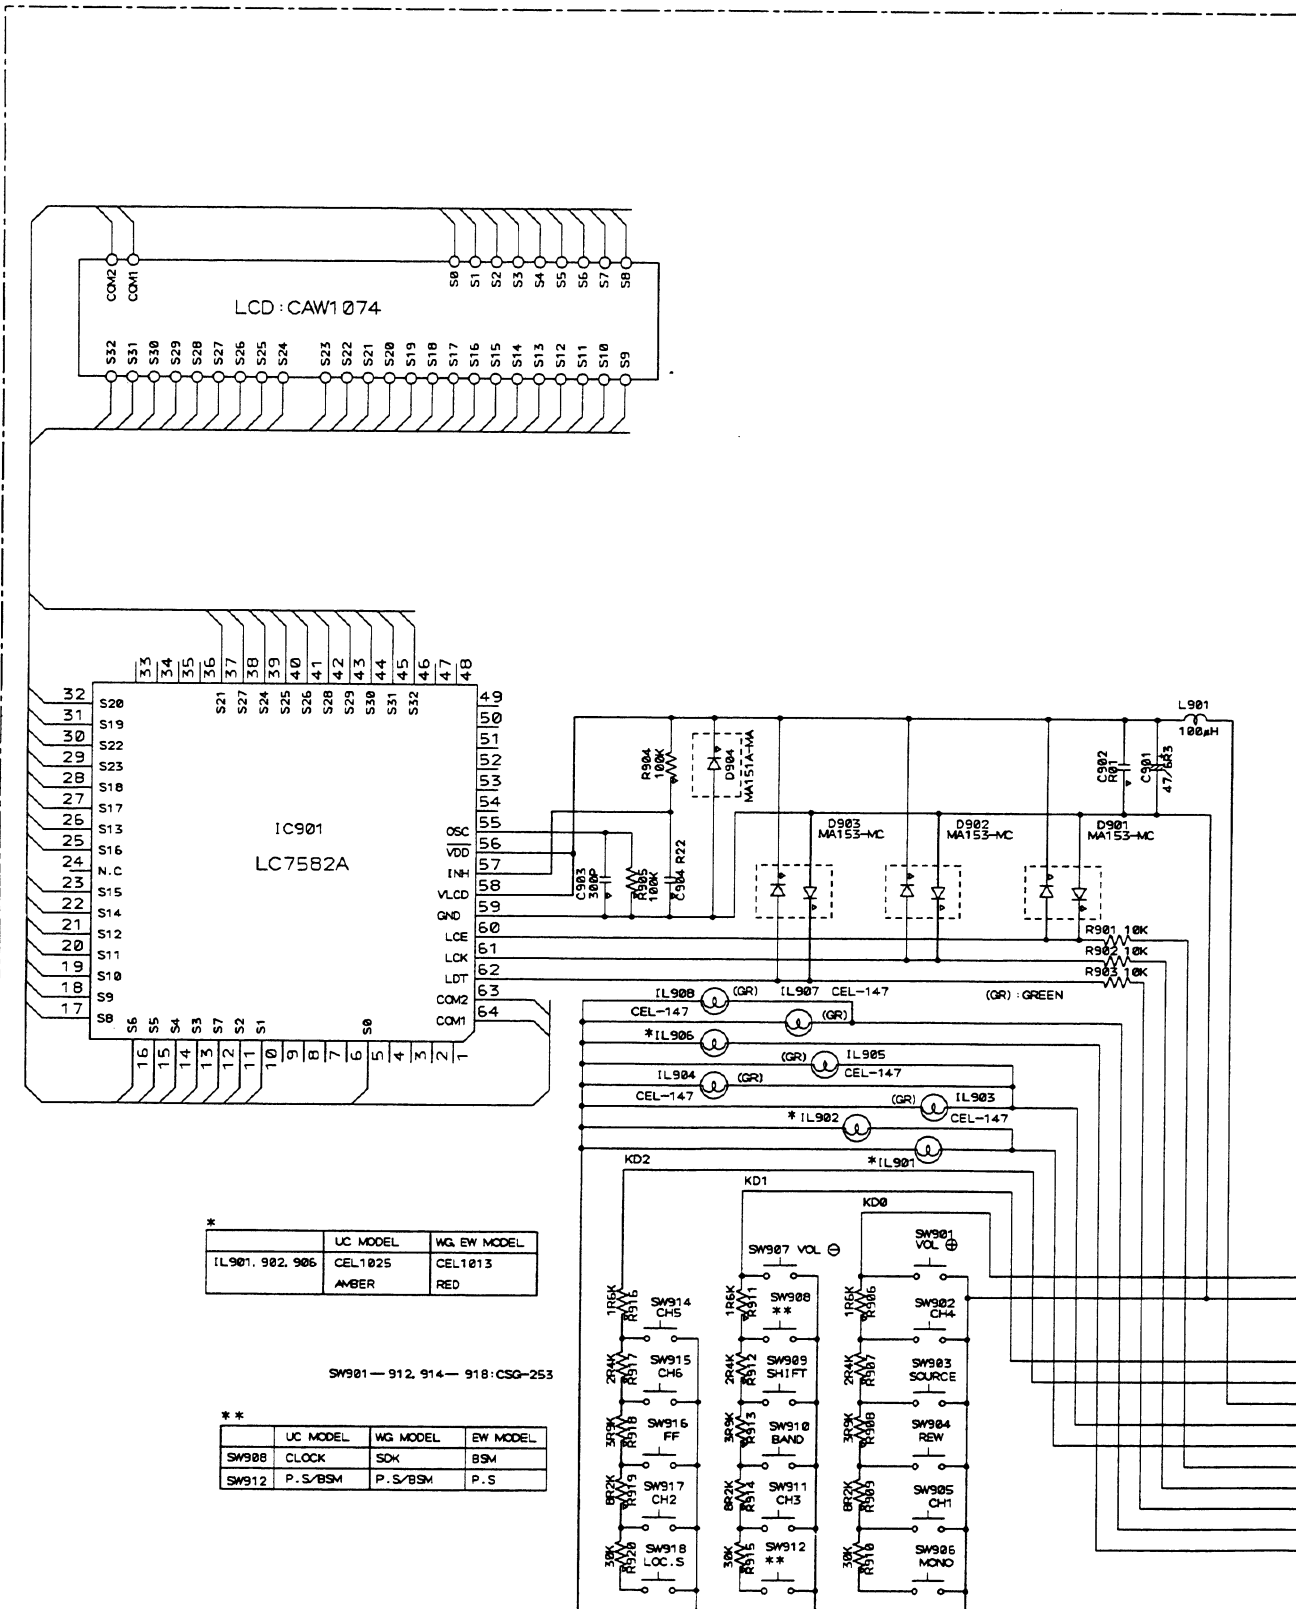 COM2 COM1 S0 S1 S2 S3 S4 S5 S6 S7 S8
LCD:CAW1074
S32 S31 S30 S29 S28 S27 S26 S25 S24 S23 S22 S21 S20 S19 S18 S17 S16 S15 S14 S13 S12 S11 S10 S9
33 34 35 36 37 38 39 40 41 42 43 44 45 46 47 48
S21 S27 S24 S25 S26 S28 S29 S30 S31 S32
32 S20
31 S19
30 S22
29 S23
28 S18
27 S17
26 S13
25 S16
24 N.C
23 S15
22 S14
21 S12
20 S11
19 S10
18 S9
17 S8
IC901
LC7582A
49
50
51
52
53
54
OSC 55
VDD 56
INH 57
VLCD 58
GND 59
LCE 60
LCK 61
LDT 62
COM2 63
COM1 64
S6 S5 S4 S3 S7 S2 S1 S0
16 15 14 13 12 11 10 9 8 7 6 5 4 3 2 1
L901
100μH
R904
100K
D904
MA151A-MA
C902
R01
C901
47/6R3
D903
MA153-MC
D902
MA153-MC
D901
MA153-MC
C903
300P
R905
100K
C904 R22
R901 10K
R902 10K
R903 10K
(GR) : GREEN
IL908 (GR)
CEL-147
IL907 CEL-147
(GR)
*IL906
(GR) IL905
CEL-147
IL904 (GR)
CEL-147
(GR) IL903
CEL-147
*IL902
*IL901
KD2
KD1
KD0
*
UC MODEL WG, EW MODEL
IL901, 902, 906 CEL1025 CEL1013
AMBER RED
SW901—912, 914—918:CSG-253
**
UC MODEL WG MODEL EW MODEL
SW908 CLOCK SDK BSM
SW912 P.S/BSM P.S/BSM P.S
1R6K R916
SW914
CH5
2R4K R917
SW915
CH6
3R9K R918
SW916
FF
8R2K R919
SW917
CH2
30K R920
SW918
LOC.S
SW907 VOL ⊖
1R6K R911
SW908
**
2R4K R912
SW909
SHIFT
3R9K R913
SW910
BAND
8R2K R914
SW911
CH3
30K R915
SW912
**
SW901
VOL ⊕
1R6K R906
SW902
CH4
2R4K R907
SW903
SOURCE
3R9K R908
SW904
REW
8R2K R909
SW905
CH1
30K R910
SW906
MONO